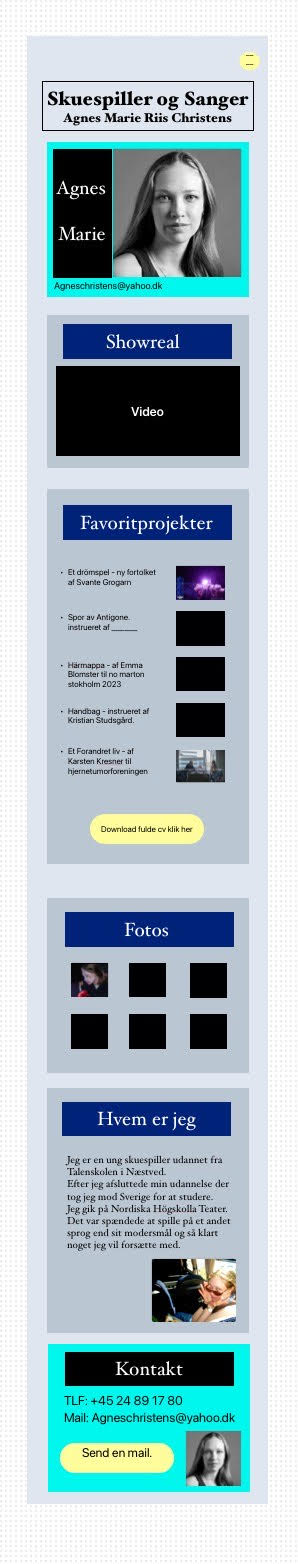 Skuespiller og Sanger
Agnes Marie Riis Christens
Agnes
Marie
Agneschristens@yahoo.dk
Showreal
Video
Favoritprojekter
• Et drömspel - ny fortolket
af Svante Grogarn
• Spor av Antigone.
instrueret af ______
• Härmappa - af Emma
Blomster til no marton
stokholm 2023
• Handbag - instrueret af
Kristian Studsgård.
• Et Forandret liv - af
Karsten Kresner til
hjernetumorforeningen
Download fulde cv klik her
Fotos
Hvem er jeg
Jeg er en ung skuespiller udannet fra
Talenskolen i Næstved.
Efter jeg afsluttede min udannelse der
tog jeg mod Sverige for at studere.
Jeg gik på Nordiska Högskolla Teater.
Det var spændede at spille på et andet
sprog end sit modersmål og så klart
noget jeg vil forsætte med.
Kontakt
TLF: +45 24 89 17 80
Mail: Agneschristens@yahoo.dk
Send en mail.